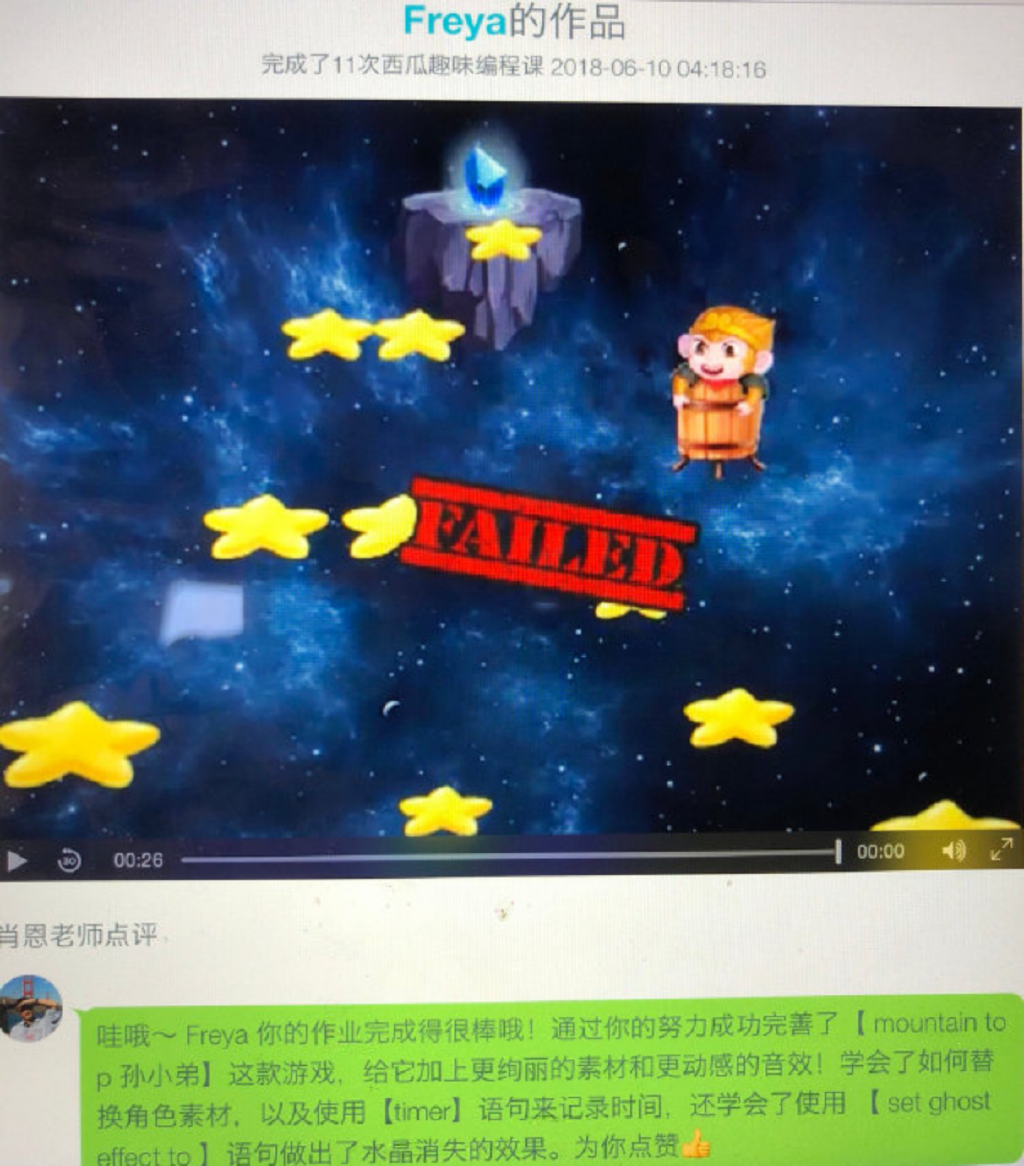 Freya的作品
完成了11次西瓜趣味编程课 2018-06-10 04:18:16
FAILED
30
00:26
00:00
肖恩老师点评
哇哦～ Freya 你的作业完成得很棒哦！通过你的努力成功完善了【 mountain to
p 孙小弟】这款游戏，给它加上更绚丽的素材和更动感的音效！学会了如何替
换角色素材，以及使用【timer】语句来记录时间，还学会了使用 【 set ghost
effect to 】语句做出了水晶消失的效果。为你点赞👍